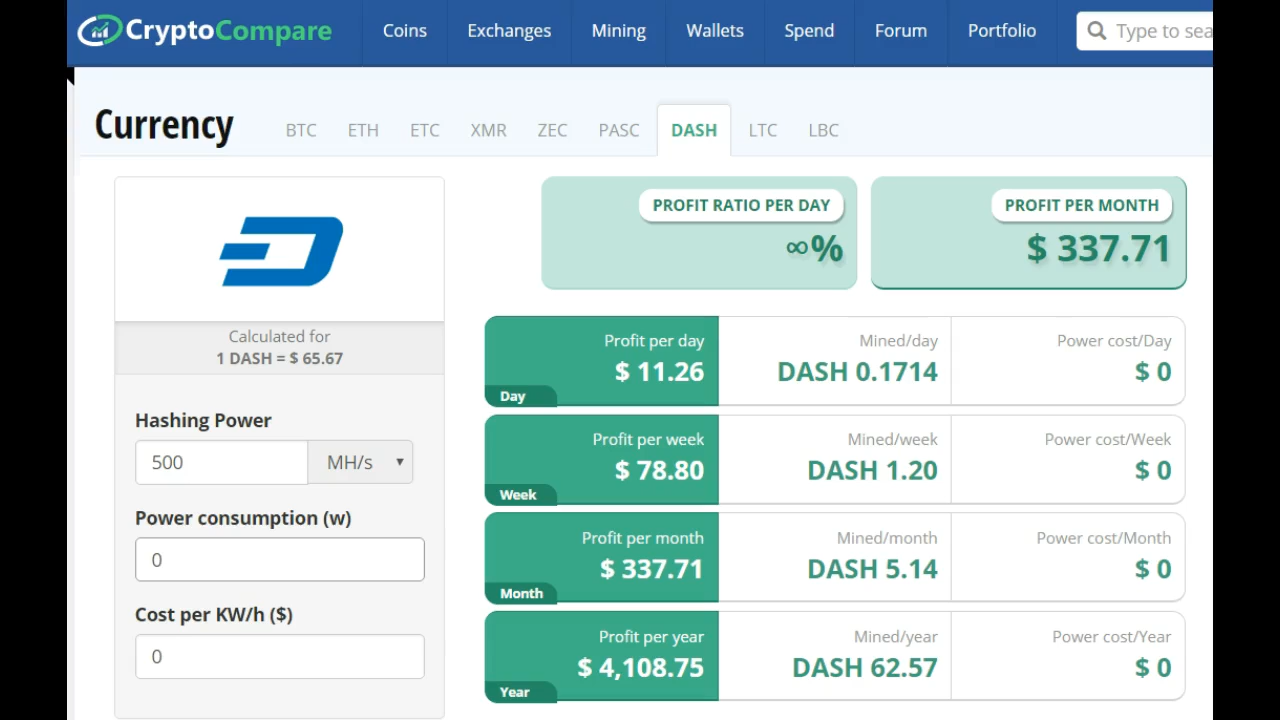 CryptoCompare Coins Exchanges Mining Wallets Spend Forum Portfolio Type to sea
Currency BTC ETH ETC XMR ZEC PASC DASH LTC LBC
Calculated for
1 DASH = $ 65.67
Hashing Power
500 MH/s ▼
Power consumption (w)
0
Cost per KW/h ($)
0
PROFIT RATIO PER DAY
∞%
PROFIT PER MONTH
$ 337.71
Profit per day
$ 11.26
Day
Mined/day
DASH 0.1714
Power cost/Day
$ 0
Profit per week
$ 78.80
Week
Mined/week
DASH 1.20
Power cost/Week
$ 0
Profit per month
$ 337.71
Month
Mined/month
DASH 5.14
Power cost/Month
$ 0
Profit per year
$ 4,108.75
Year
Mined/year
DASH 62.57
Power cost/Year
$ 0